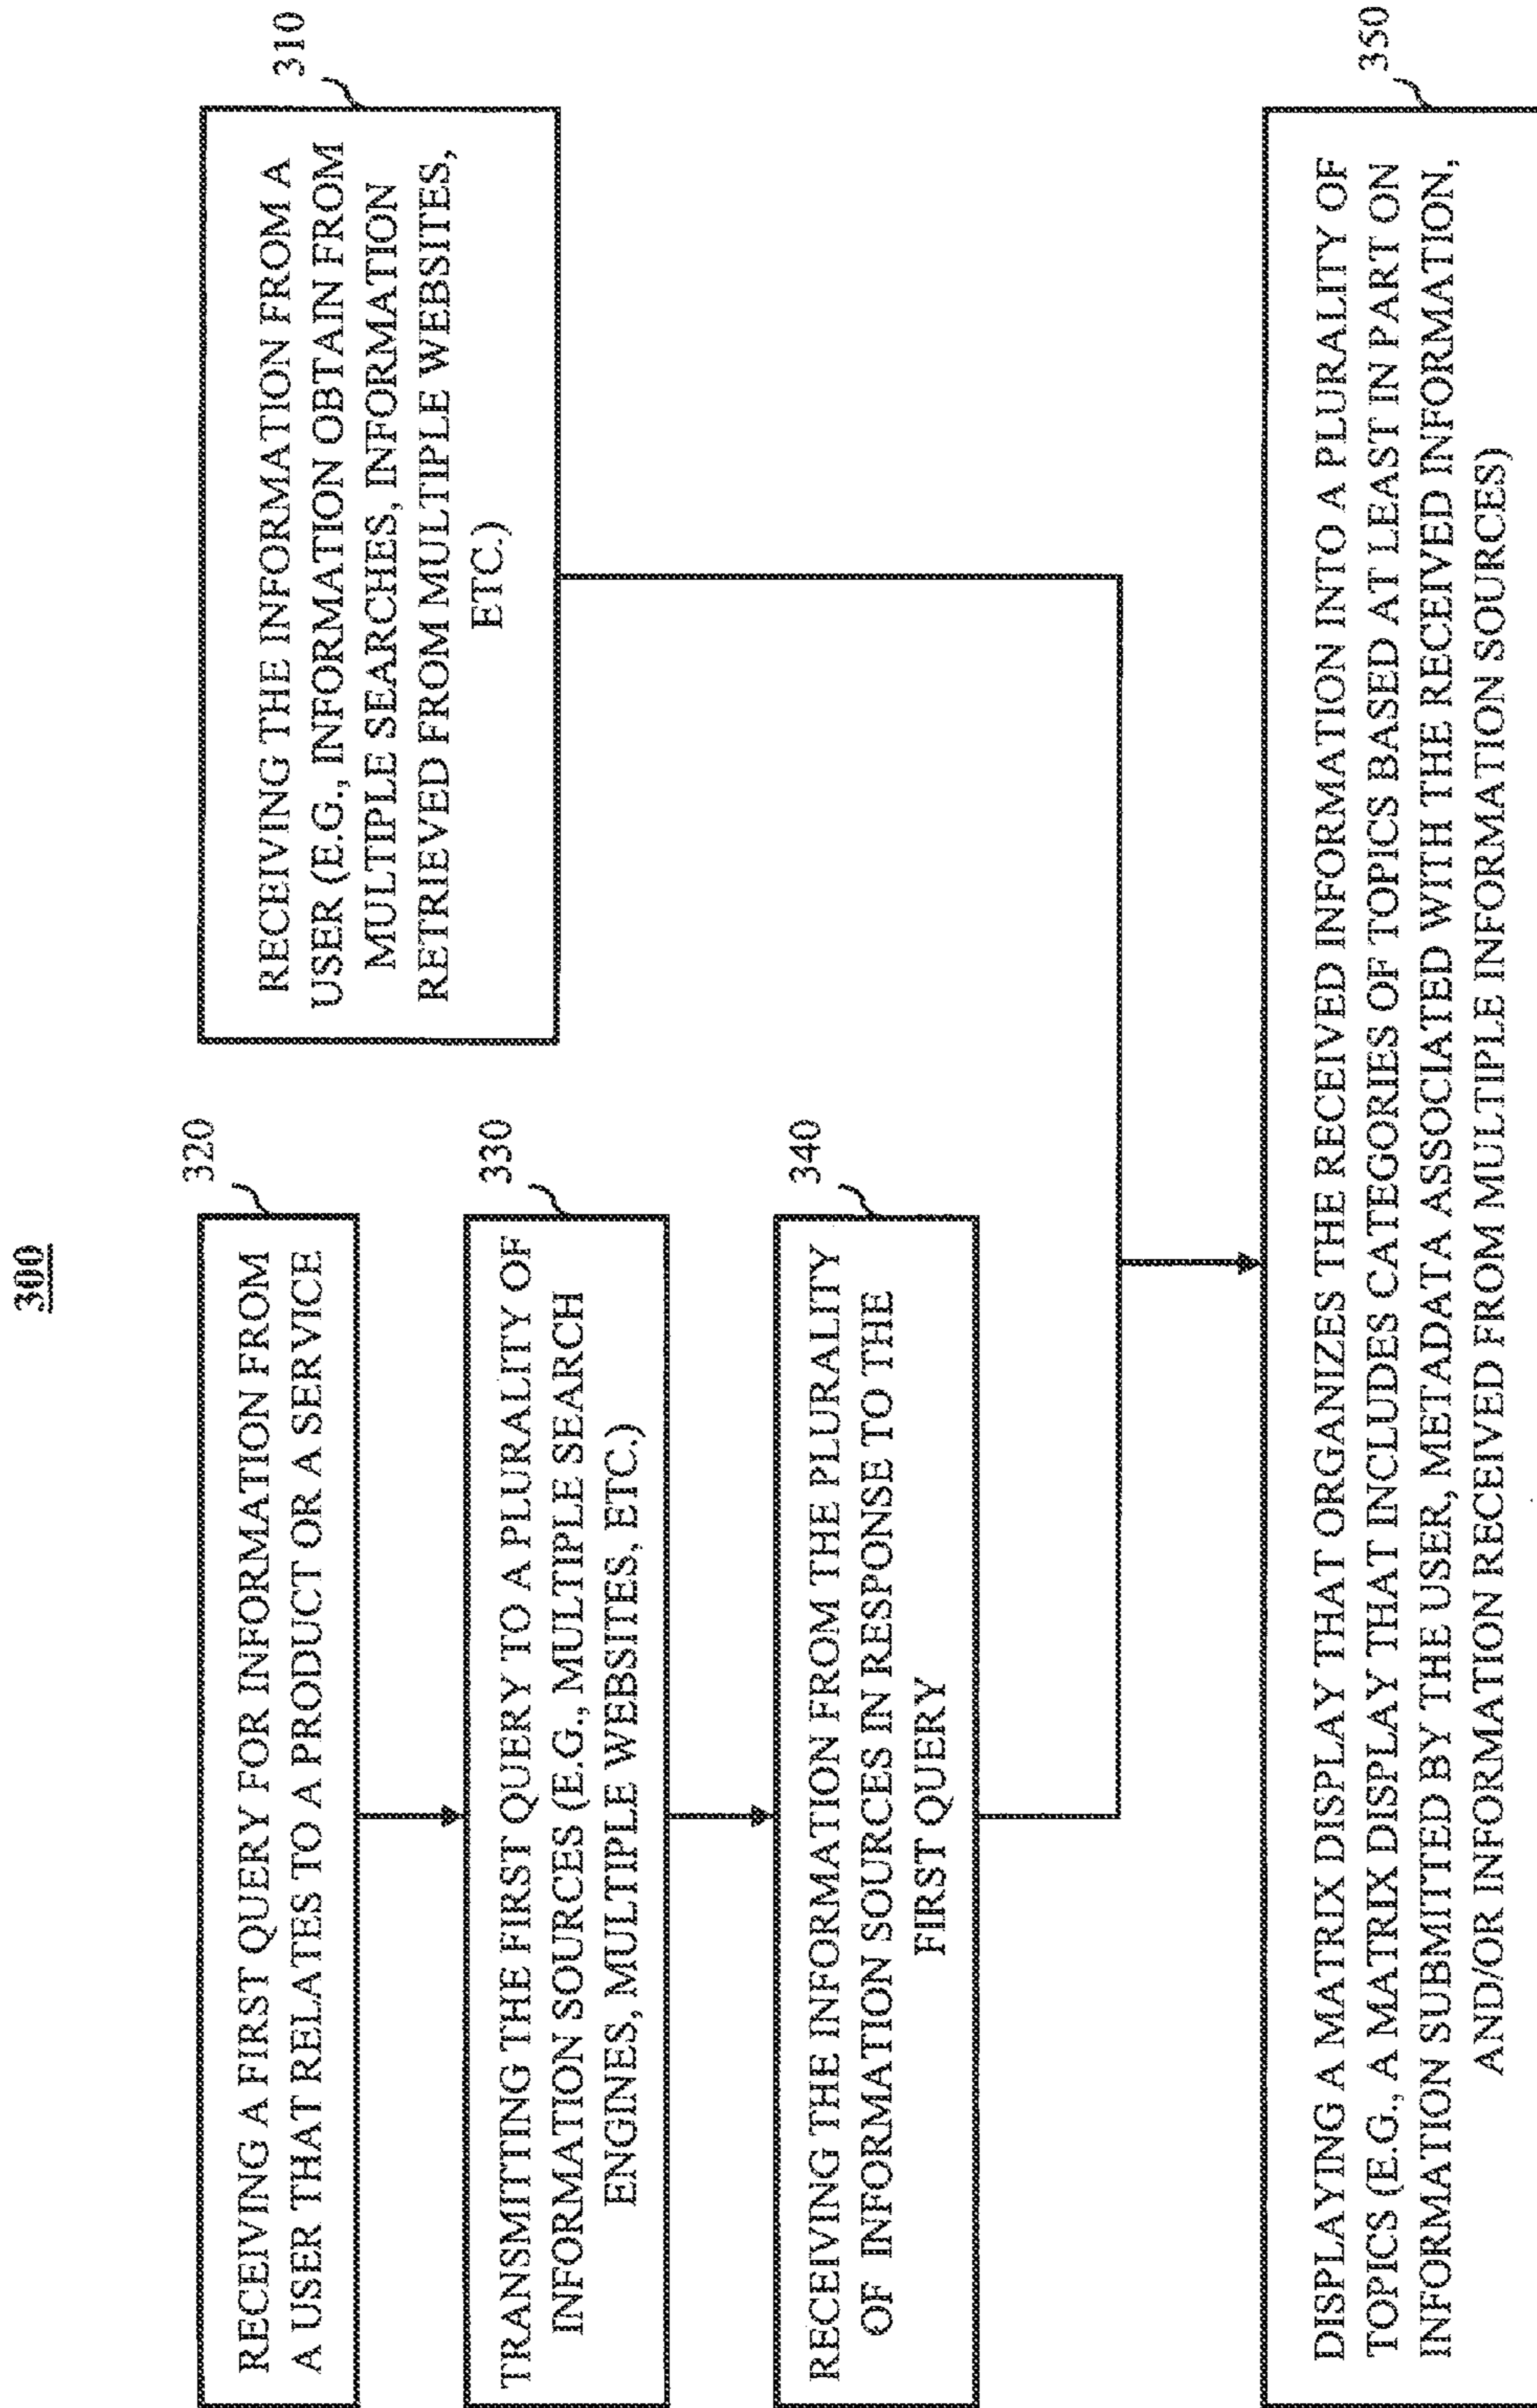 300
320
RECEIVING A FIRST QUERY FOR INFORMATION FROM
A USER THAT RELATES TO A PRODUCT OR A SERVICE
330
TRANSMITTING THE FIRST QUERY TO A PLURALITY OF
INFORMATION SOURCES (E.G., MULTIPLE SEARCH
ENGINES, MULTIPLE WEBSITES, ETC.)
340
RECEIVING THE INFORMATION FROM THE PLURALITY
OF INFORMATION SOURCES IN RESPONSE TO THE
FIRST QUERY
310
RECEIVING THE INFORMATION FROM A
USER (E.G., INFORMATION OBTAIN FROM
MULTIPLE SEARCHES, INFORMATION
RETRIEVED FROM MULTIPLE WEBSITES,
ETC.)
350
DISPLAYING A MATRIX DISPLAY THAT ORGANIZES THE RECEIVED INFORMATION INTO A PLURALITY OF
TOPICS (E.G., A MATRIX DISPLAY THAT INCLUDES CATEGORIES OF TOPICS BASED AT LEAST IN PART ON
INFORMATION SUBMITTED BY THE USER, METADATA ASSOCIATED WITH THE RECEIVED INFORMATION,
AND/OR INFORMATION RECEIVED FROM MULTIPLE INFORMATION SOURCES)